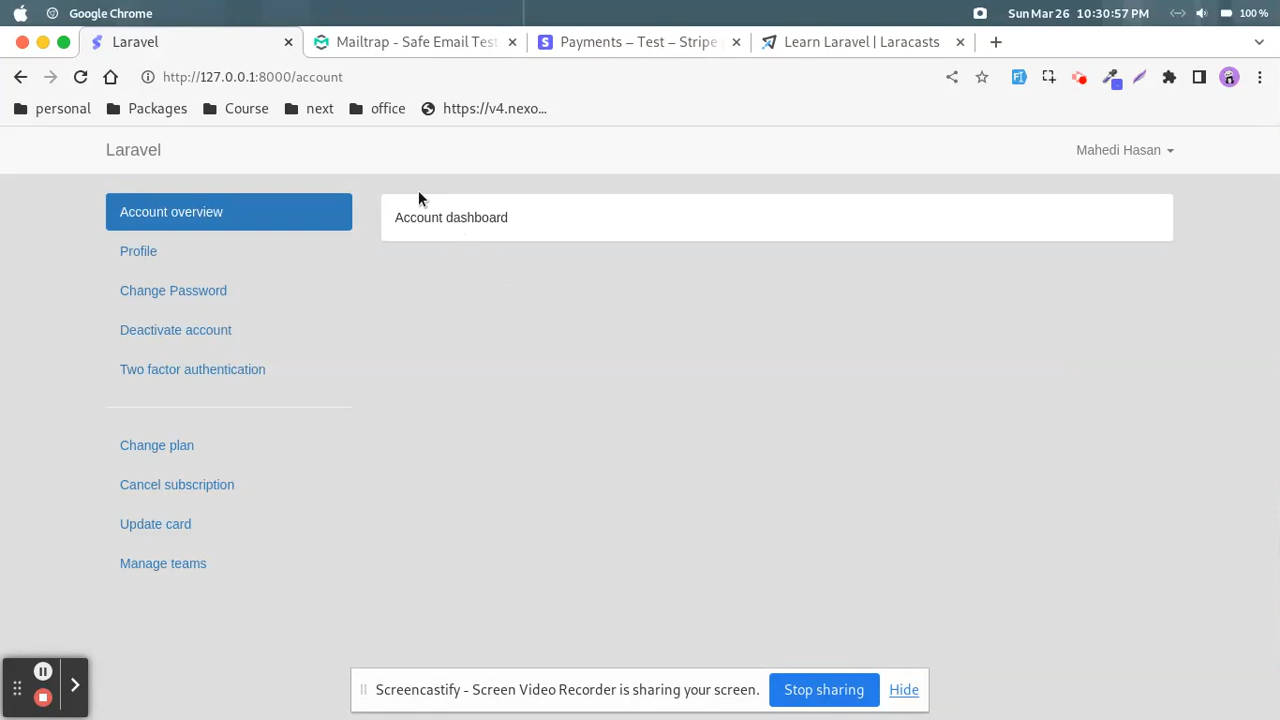 Google Chrome
Sun Mar 26 10:30:57 PM
100 %
Laravel
Mailtrap - Safe Email Test
Payments – Test – Stripe
Learn Laravel | Laracasts
http://127.0.0.1:8000/account
personal
Packages
Course
next
office
https://v4.nexo...
Laravel
Mahedi Hasan
Account overview
Account dashboard
Profile
Change Password
Deactivate account
Two factor authentication
Change plan
Cancel subscription
Update card
Manage teams
Screencastify - Screen Video Recorder is sharing your screen.
Stop sharing
Hide